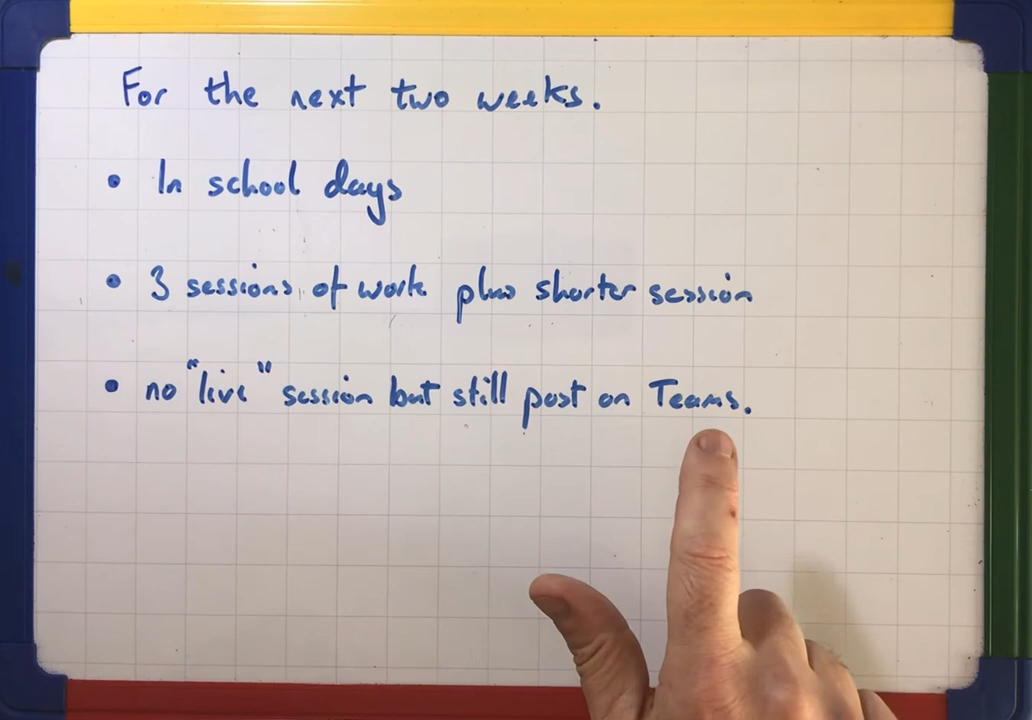 For the next two weeks.
• In school days
• 3 sessions of work plus shorter session
• no "live" session but still post on Teams.